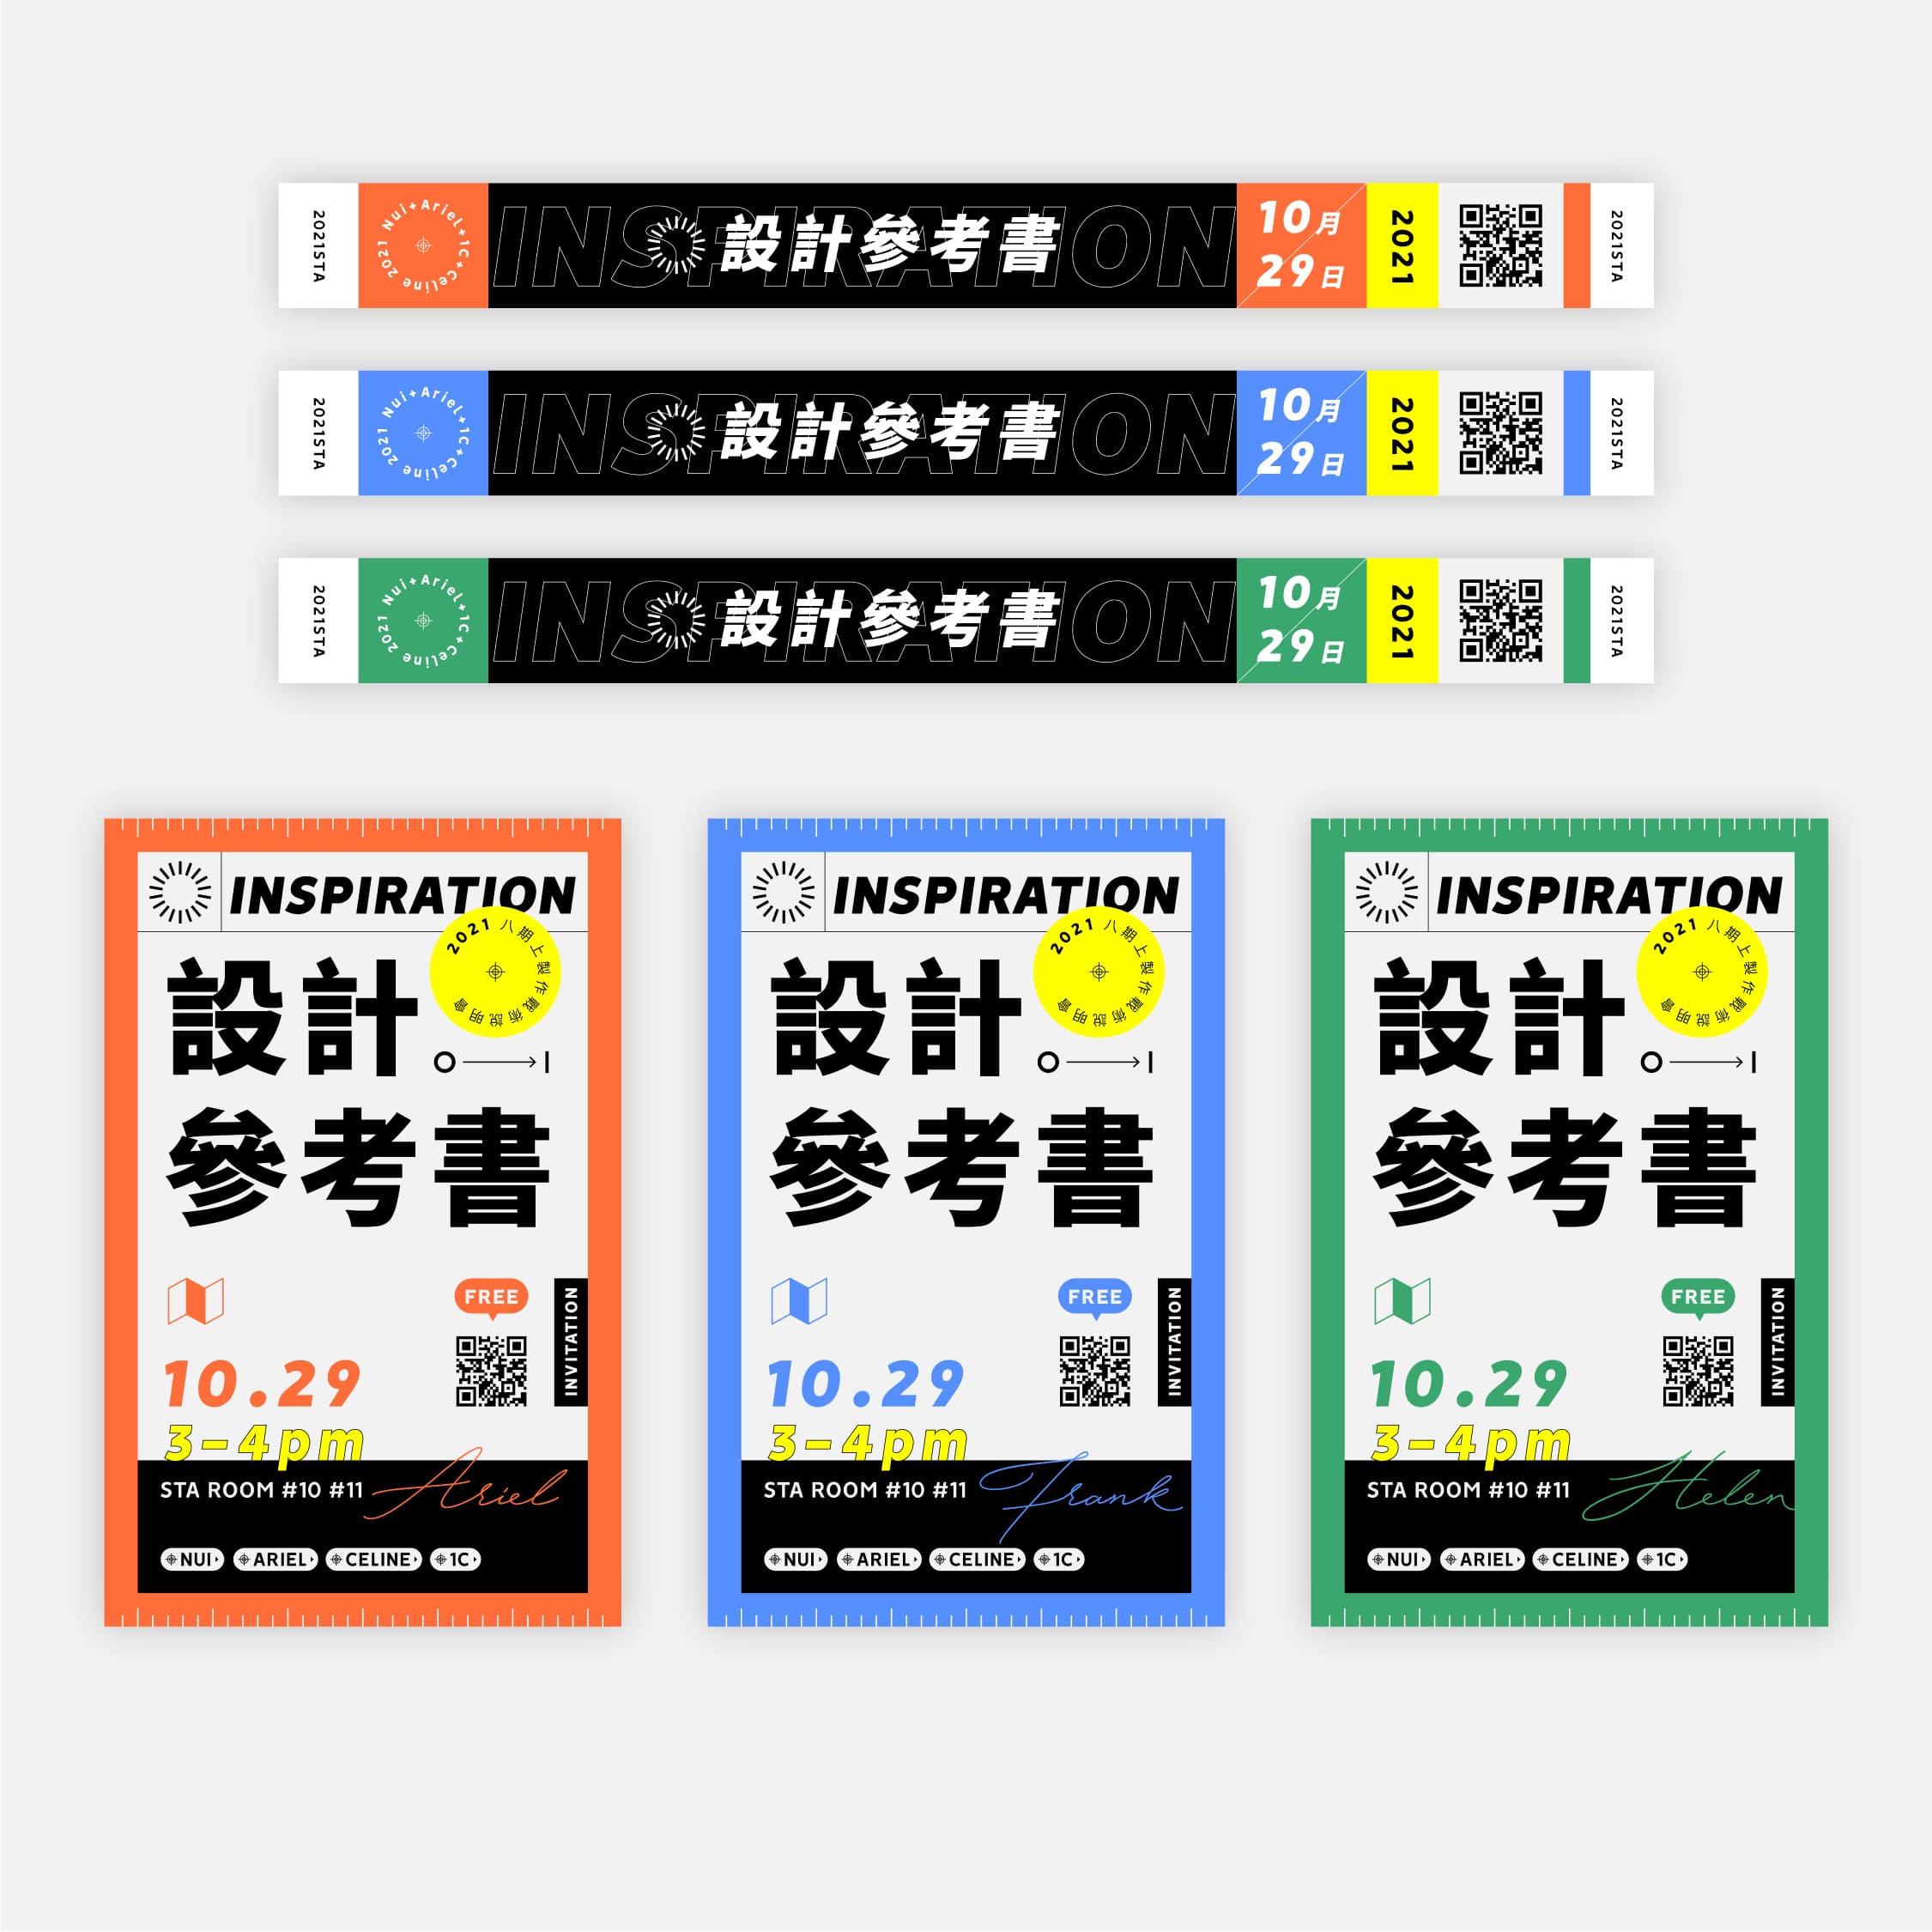 2021STA
Nui+Ariel+1C+Celine 2021
INSPIRATION
設計參考書
10月
29日
2021
2021STA
2021STA
Nui+Ariel+1C+Celine 2021
INSPIRATION
設計參考書
10月
29日
2021
2021STA
2021STA
Nui+Ariel+1C+Celine 2021
INSPIRATION
設計參考書
10月
29日
2021
2021STA
INSPIRATION
2021 八期上製作戰術說明會
設計
參考書
FREE
INVITATION
10.29
3-4pm
STA ROOM #10 #11
Ariel
NUI
ARIEL
CELINE
1C
INSPIRATION
2021 八期上製作戰術說明會
設計
參考書
FREE
INVITATION
10.29
3-4pm
STA ROOM #10 #11
Frank
NUI
ARIEL
CELINE
1C
INSPIRATION
2021 八期上製作戰術說明會
設計
參考書
FREE
INVITATION
10.29
3-4pm
STA ROOM #10 #11
Helen
NUI
ARIEL
CELINE
1C